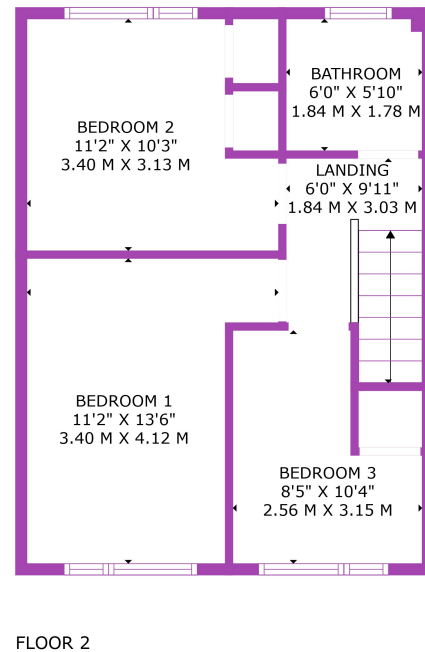 BATHROOM
6'0" X 5'10"
1.84 M X 1.78 M
BEDROOM 2
11'2" X 10'3"
3.40 M X 3.13 M
LANDING
6'0" X 9'11"
1.84 M X 3.03 M
BEDROOM 1
11'2" X 13'6"
3.40 M X 4.12 M
BEDROOM 3
8'5" X 10'4"
2.56 M X 3.15 M
FLOOR 2